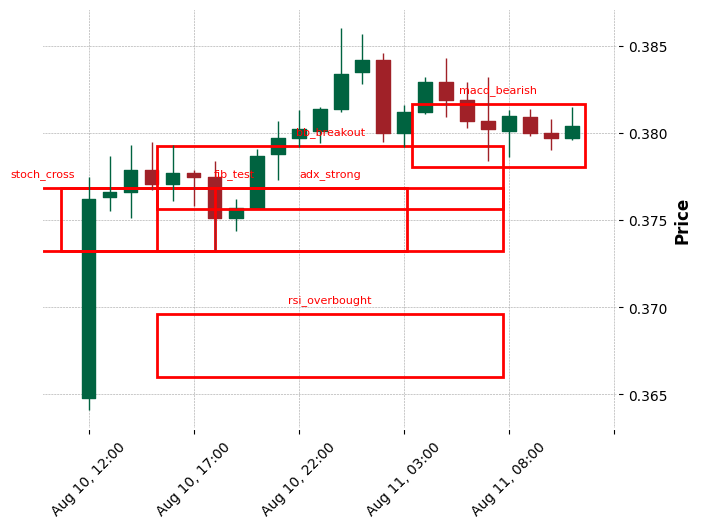 0.385
macd_bearish
0.380
bb_breakout
stoch_cross
fib_test
adx_strong
0.375
Price
0.370
rsi_overbought
0.365
Aug 10, 12:00
Aug 10, 17:00
Aug 10, 22:00
Aug 11, 03:00
Aug 11, 08:00